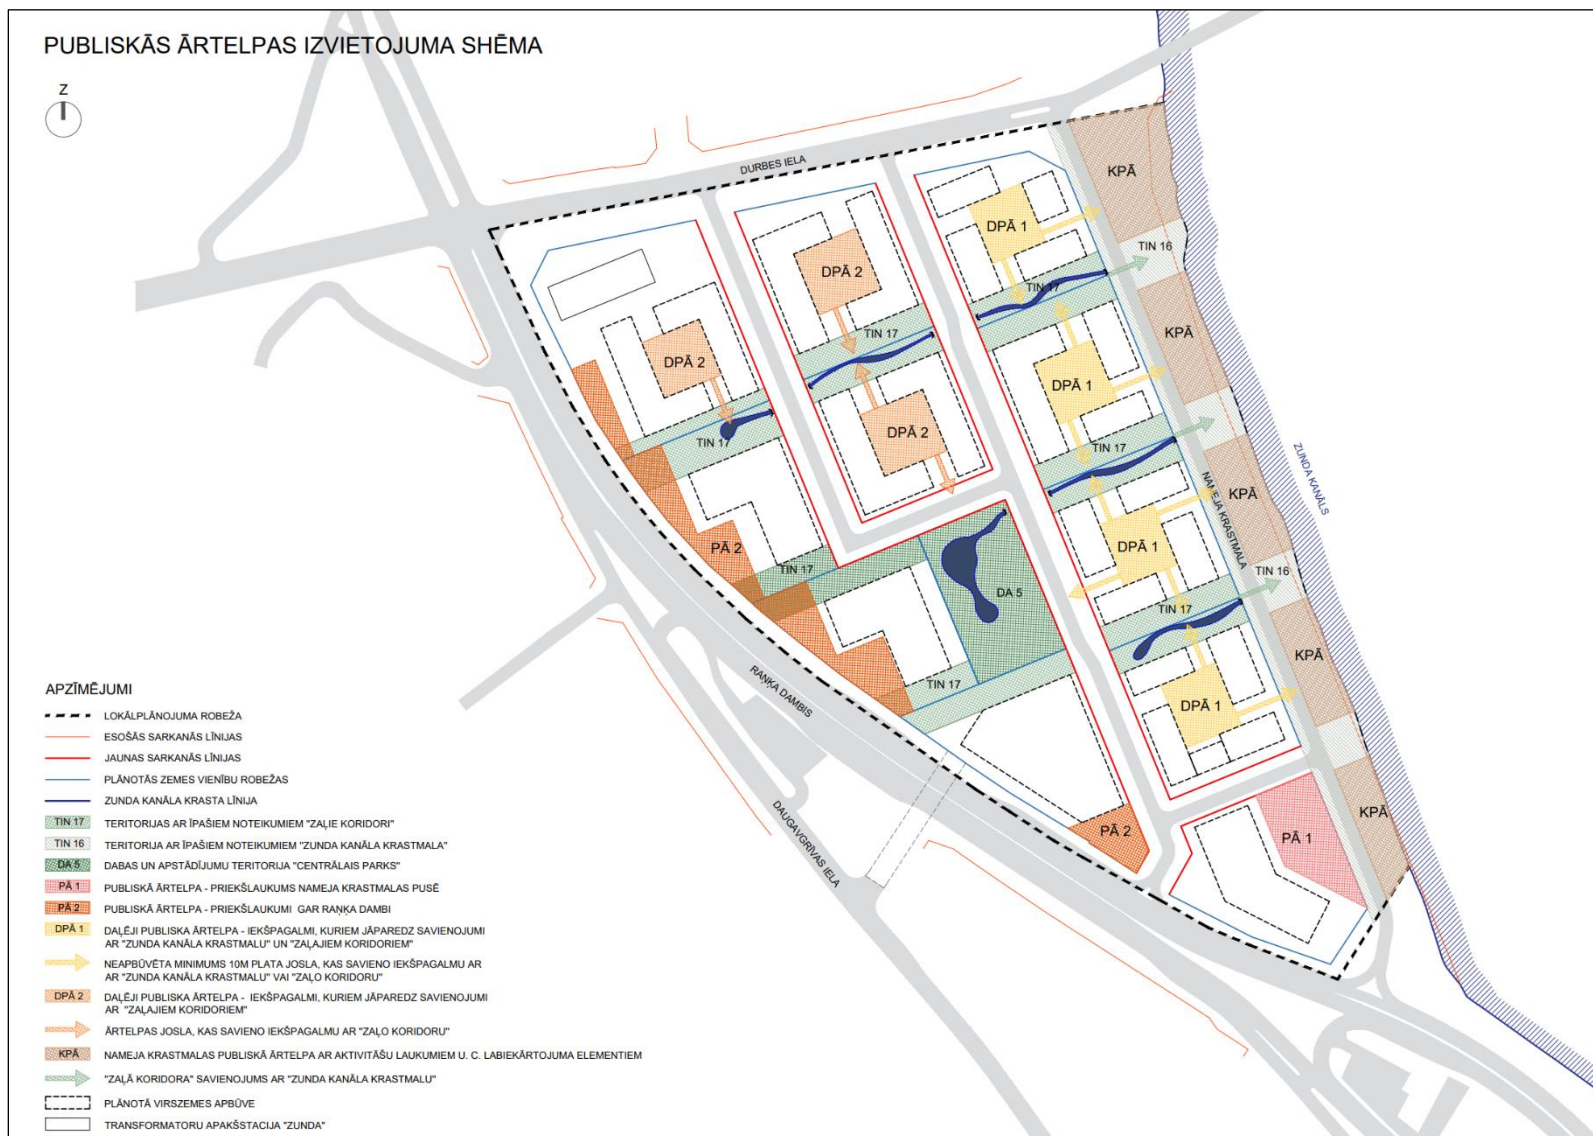 PUBLISKĀS ĀRTELPAS IZVIETOJUMA SHĒMA
Z
DURBES IELA
KPĀ
DPĀ 1
TIN 16
DPĀ 2
TIN 17
TIN 17
KPĀ
DPĀ 2
DPĀ 1
DPĀ 2
TIN 17
TIN 17
ZUNDA KANĀLS
NAMEJA KRASTMALA
KPĀ
PĀ 2
DPĀ 1
TIN 17
TIN 16
DA 5
TIN 17
KPĀ
TIN 17
RAŅĶA DAMBIS
DPĀ 1
DAUGAVGRĪVAS IELA
PĀ 2
PĀ 1
KPĀ
APZĪMĒJUMI
LOKĀLPLĀNOJUMA ROBEŽA
ESOŠĀS SARKANĀS LĪNIJAS
JAUNAS SARKANĀS LĪNIJAS
PLĀNOTĀS ZEMES VIENĪBU ROBEŽAS
ZUNDA KANĀLA KRASTA LĪNIJA
TIN 17 TERITORIJAS AR ĪPAŠIEM NOTEIKUMIEM "ZAĻIE KORIDORI"
TIN 16 TERITORIJA AR ĪPAŠIEM NOTEIKUMIEM "ZUNDA KANĀLA KRASTMALA"
DA 5 DABAS UN APSTĀDĪJUMU TERITORIJA "CENTRĀLAIS PARKS"
PĀ 1 PUBLISKĀ ĀRTELPA - PRIEKŠLAUKUMS NAMEJA KRASTMALAS PUSĒ
PĀ 2 PUBLISKĀ ĀRTELPA - PRIEKŠLAUKUMI GAR RAŅĶA DAMBI
DPĀ 1 DAĻĒJI PUBLISKA ĀRTELPA - IEKŠPAGALMI, KURIEM JĀPAREDZ SAVIENOJUMI
AR "ZUNDA KANĀLA KRASTMALU" UN "ZAĻAJIEM KORIDORIEM"
NEAPBŪVĒTA MINIMUMS 10M PLATA JOSLA, KAS SAVIENO IEKŠPAGALMU AR
AR "ZUNDA KANĀLA KRASTMALU" VAI "ZAĻO KORIDORU"
DPĀ 2 DAĻĒJI PUBLISKA ĀRTELPA - IEKŠPAGALMI, KURIEM JĀPAREDZ SAVIENOJUMI
AR "ZAĻAJIEM KORIDORIEM"
ĀRTELPAS JOSLA, KAS SAVIENO IEKŠPAGALMU AR "ZAĻO KORIDORU"
KPĀ NAMEJA KRASTMALAS PUBLISKĀ ĀRTELPA AR AKTIVITĀŠU LAUKUMIEM U. C. LABIEKĀRTOJUMA ELEMENTIEM
"ZAĻĀ KORIDORA" SAVIENOJUMS AR "ZUNDA KANĀLA KRASTMALU"
PLĀNOTĀ VIRSZEMES APBŪVE
TRANSFORMATORU APAKŠSTACIJA "ZUNDA"